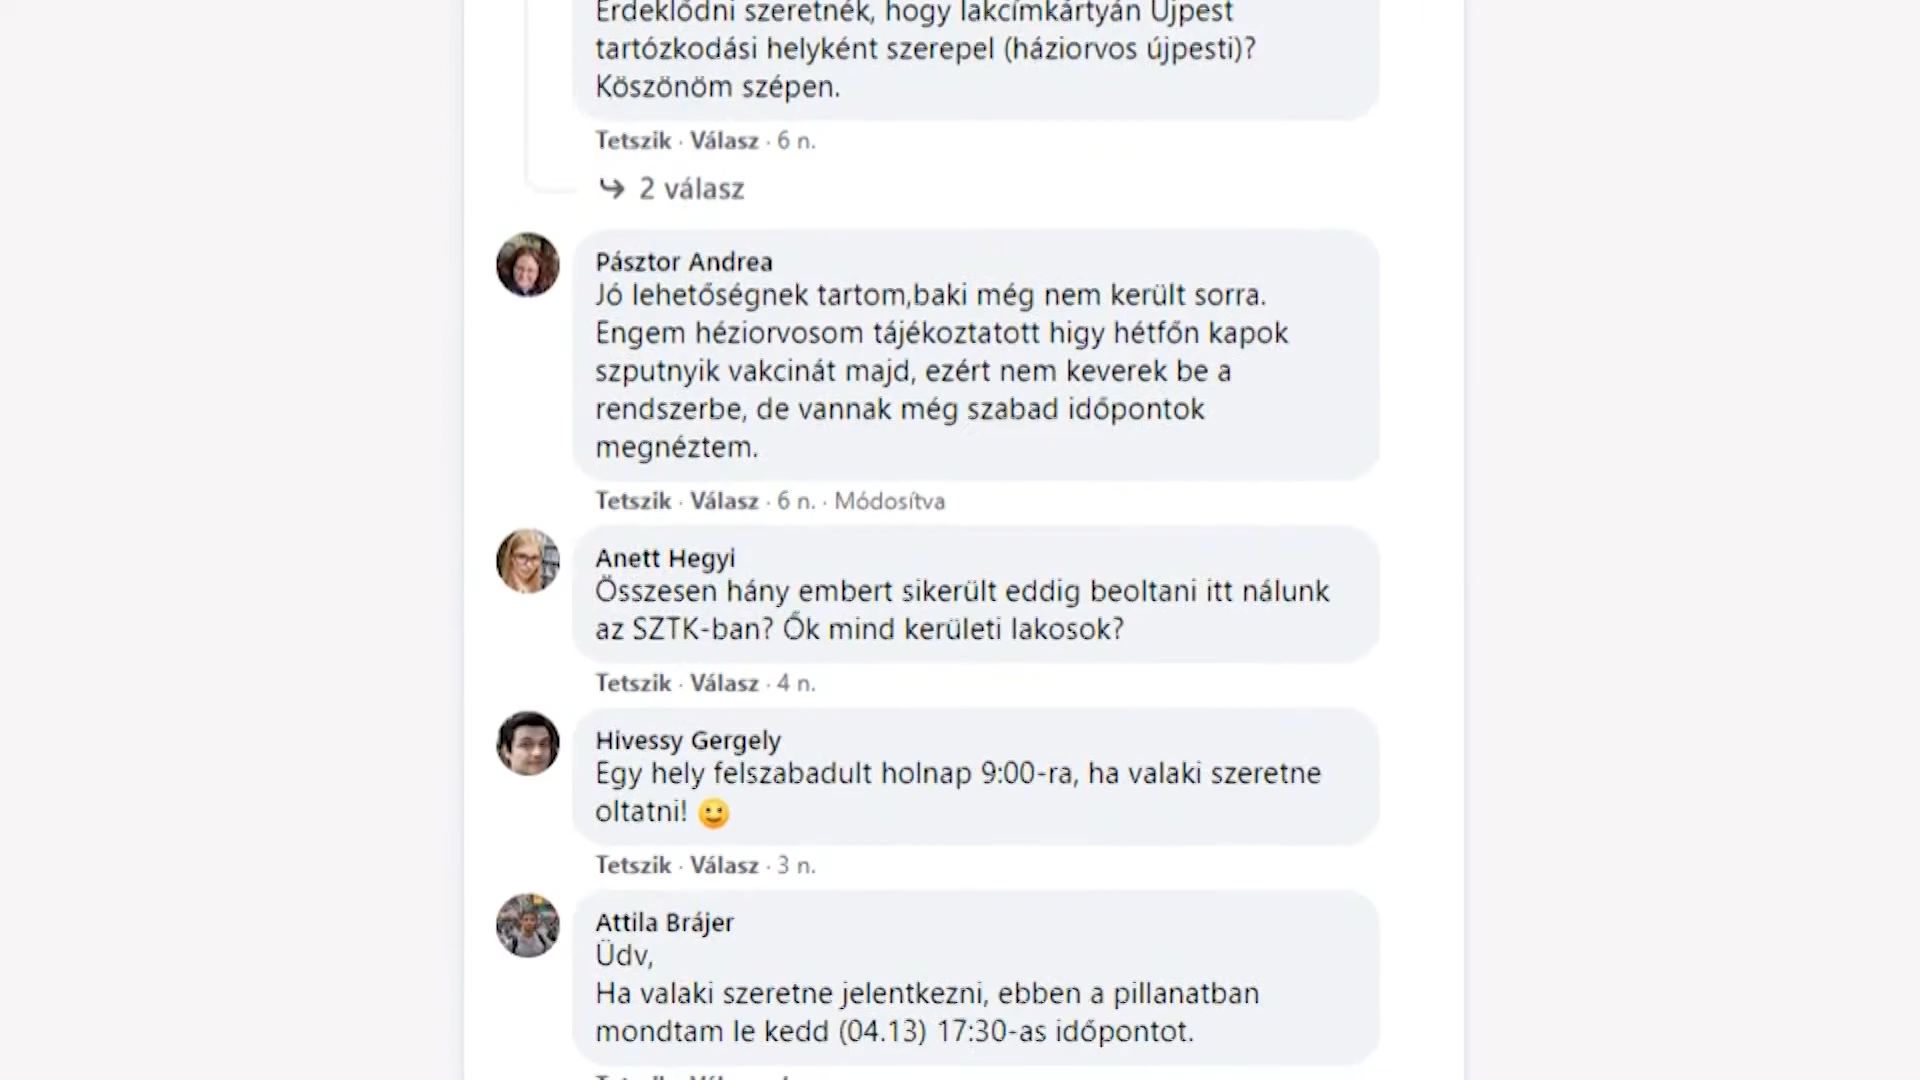 Érdeklődni szeretnék, hogy lakcímkártyán Újpest
tartózkodási helyként szerepel (háziorvos újpesti)?
Köszönöm szépen.
Tetszik · Válasz · 6 n.
2 válasz
Pásztor Andrea
Jó lehetőségnek tartom,baki még nem került sorra.
Engem héziorvosom tájékoztatott higy hétfőn kapok
szputnyik vakcinát majd, ezért nem keverek be a
rendszerbe, de vannak még szabad időpontok
megnéztem.
Tetszik · Válasz · 6 n. · Módosítva
Anett Hegyi
Összesen hány embert sikerült eddig beoltani itt nálunk
az SZTK-ban? Ők mind kerületi lakosok?
Tetszik · Válasz · 4 n.
Hivessy Gergely
Egy hely felszabadult holnap 9:00-ra, ha valaki szeretne
oltatni! 🙂
Tetszik · Válasz · 3 n.
Attila Brájer
Üdv,
Ha valaki szeretne jelentkezni, ebben a pillanatban
mondtam le kedd (04.13) 17:30-as időpontot.